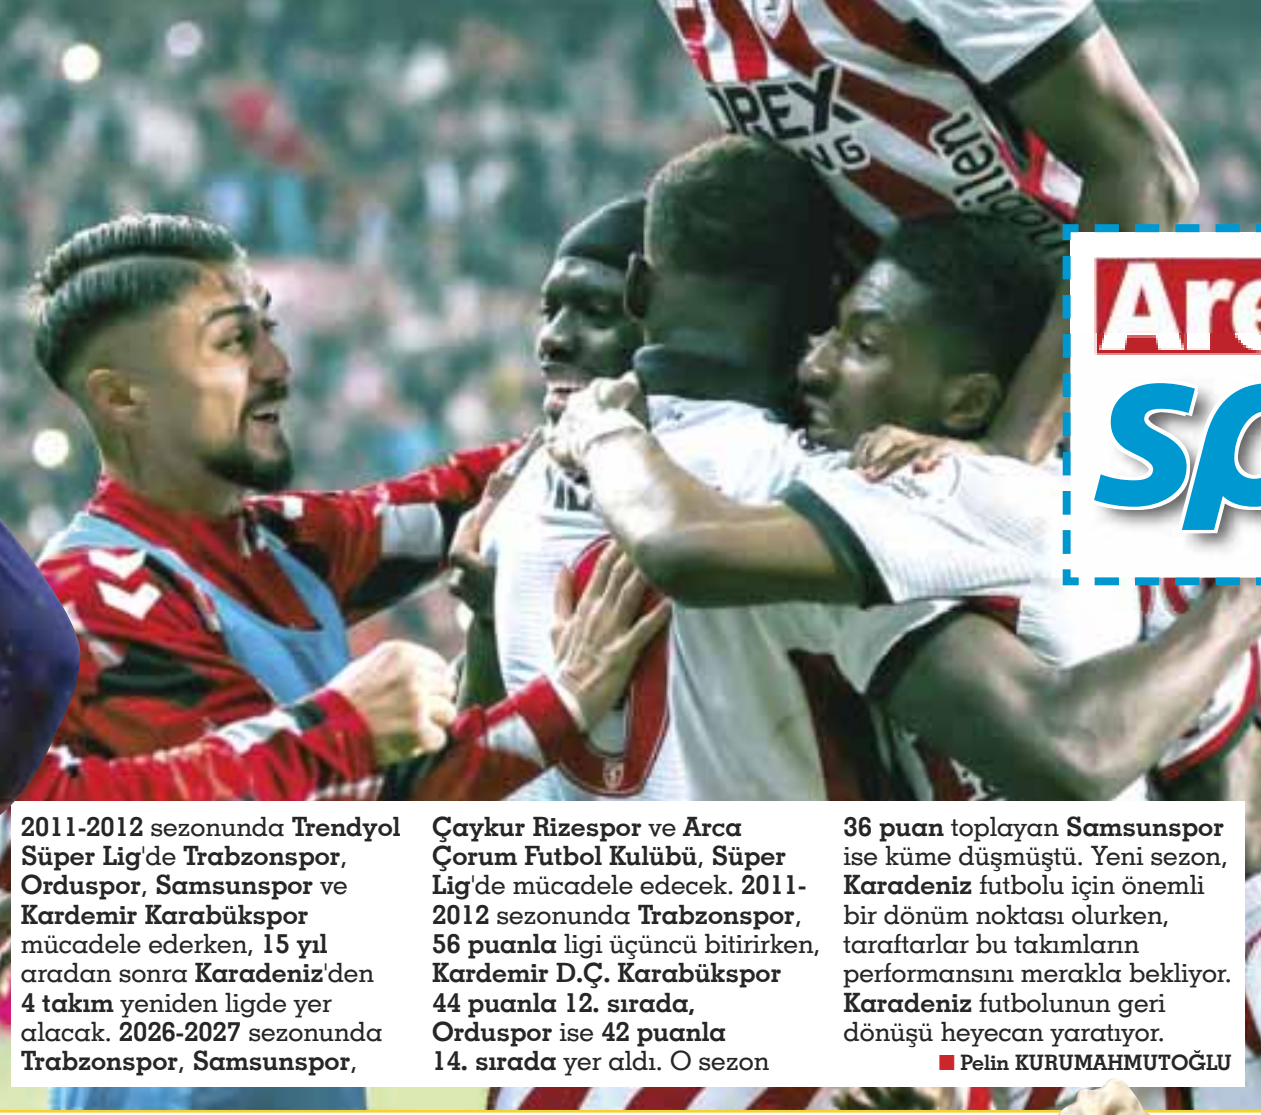 OREX
NG
mobilen
Are
sp
2011-2012 sezonunda Trendyol
Süper Lig'de Trabzonspor,
Orduspor, Samsunspor ve
Kardemir Karabükspor
mücadele ederken, 15 yıl
aradan sonra Karadeniz'den
4 takım yeniden ligde yer
alacak. 2026-2027 sezonunda
Trabzonspor, Samsunspor,
Çaykur Rizespor ve Arca
Çorum Futbol Kulübü, Süper
Lig'de mücadele edecek. 2011-
2012 sezonunda Trabzonspor,
56 puanla ligi üçüncü bitirirken,
Kardemir D.Ç. Karabükspor
44 puanla 12. sırada,
Orduspor ise 42 puanla
14. sırada yer aldı. O sezon
36 puan toplayan Samsunspor
ise küme düşmüştü. Yeni sezon,
Karadeniz futbolu için önemli
bir dönüm noktası olurken,
taraftarlar bu takımların
performansını merakla bekliyor.
Karadeniz futbolunun geri
dönüşü heyecan yaratıyor.
Pelin KURUMAHMUTOĞLU